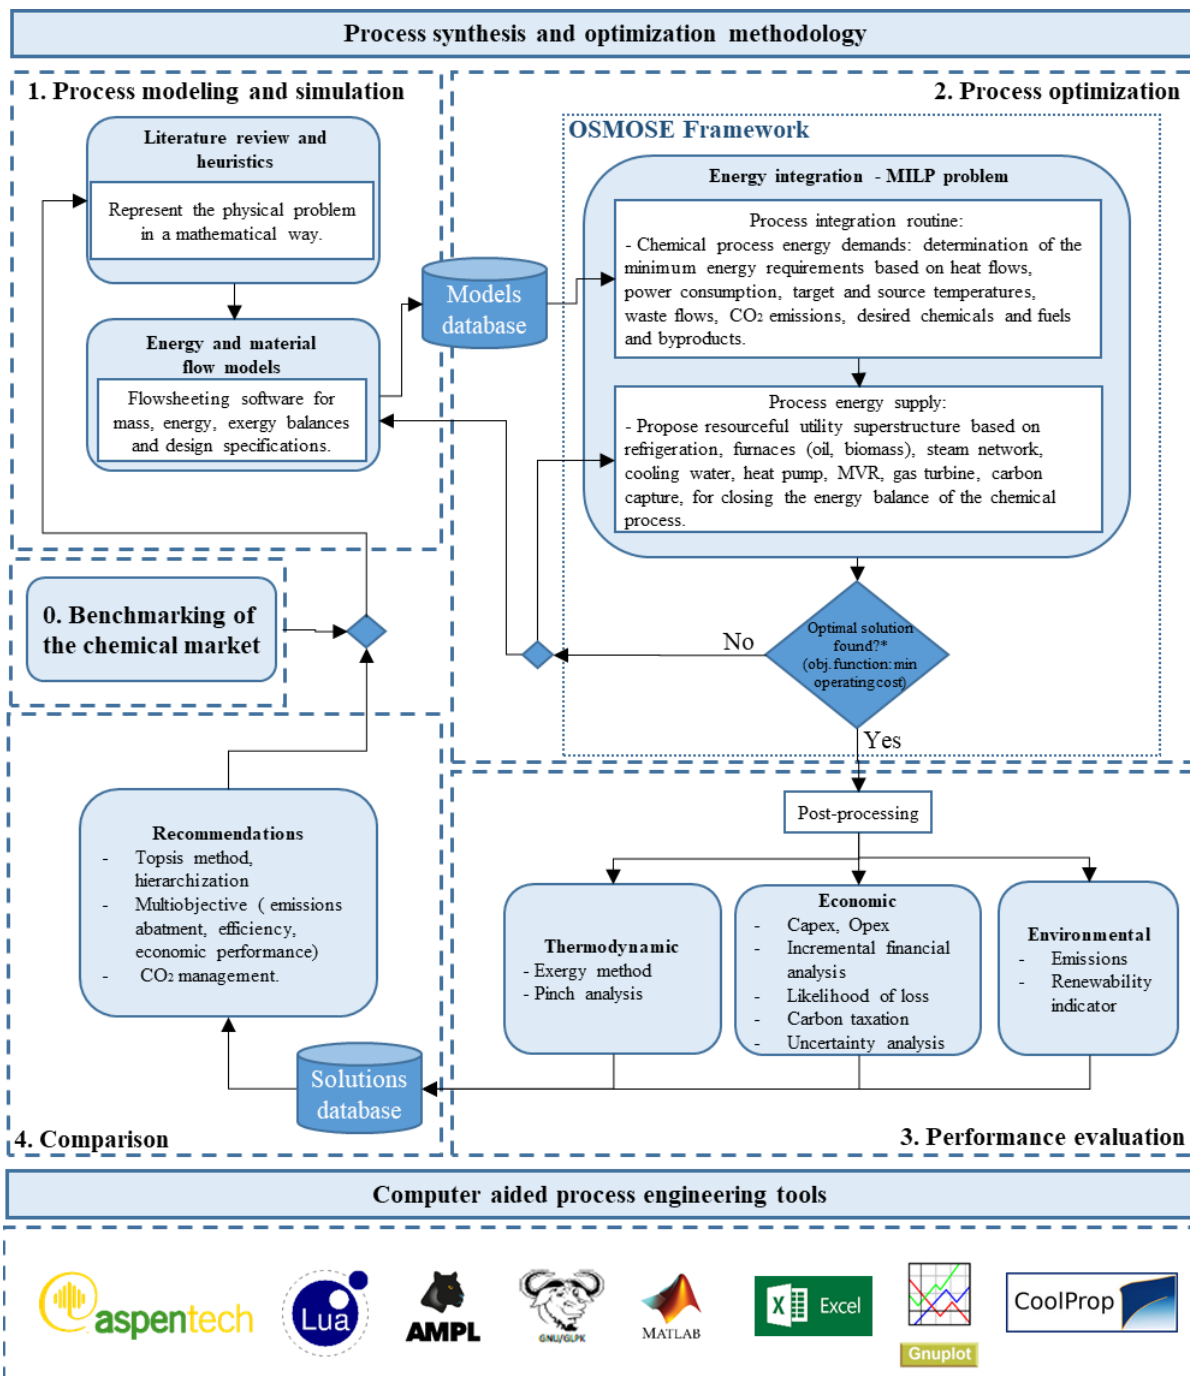 Process synthesis and optimization methodology
1. Process modeling and simulation
Literature review and
heuristics
Represent the physical problem
in a mathematical way.
Energy and material
flow models
Flowsheeting software for
mass, energy, exergy balances
and design specifications.
Models
database
2. Process optimization
OSMOSE Framework
Energy integration - MILP problem
Process integration routine:
- Chemical process energy demands: determination of the
minimum energy requirements based on heat flows,
power consumption, target and source temperatures,
waste flows, CO₂ emissions, desired chemicals and fuels
and byproducts.
Process energy supply:
- Propose resourceful utility superstructure based on
refrigeration, furnaces (oil, biomass), steam network,
cooling water, heat pump, MVR, gas turbine, carbon
capture, for closing the energy balance of the chemical
process.
Optimal solution
found?*
(obj. function: min
operating cost)
No
Yes
0. Benchmarking of
the chemical market
Post-processing
Thermodynamic
- Exergy method
- Pinch analysis
Economic
- Capex, Opex
- Incremental financial
analysis
- Likelihood of loss
- Carbon taxation
- Uncertainty analysis
Environmental
- Emissions
- Renewability
indicator
3. Performance evaluation
Recommendations
- Topsis method,
hierarchization
- Multiobjective ( emissions
abatment, efficiency,
economic performance)
- CO₂ management.
Solutions
database
4. Comparison
Computer aided process engineering tools
aspentech
Lua
AMPL
GNU/GLPK
MATLAB
X Excel
Gnuplot
CoolProp